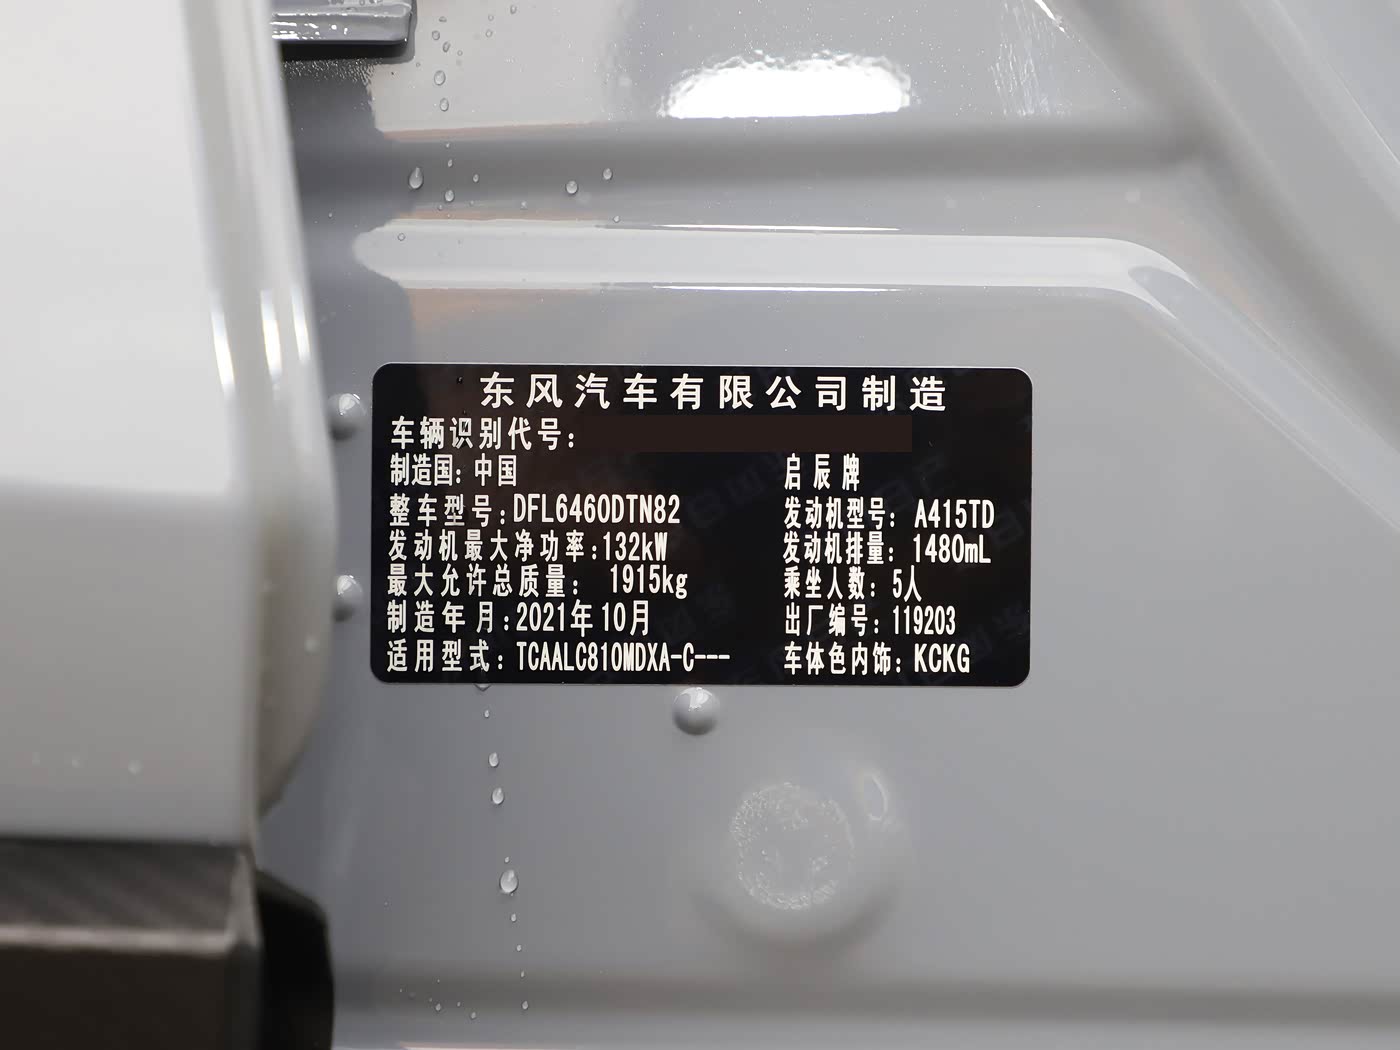 东风汽车有限公司制造
车辆识别代号:
制造国: 中国 启辰牌
整车型号: DFL6460DTN82 发动机型号: A415TD
发动机最大净功率: 132kW 发动机排量: 1480mL
最大允许总质量: 1915kg 乘坐人数: 5人
制造年月: 2021年10月 出厂编号: 119203
适用型式: TCAALC810MDXA-C--- 车体色内饰: KCKG